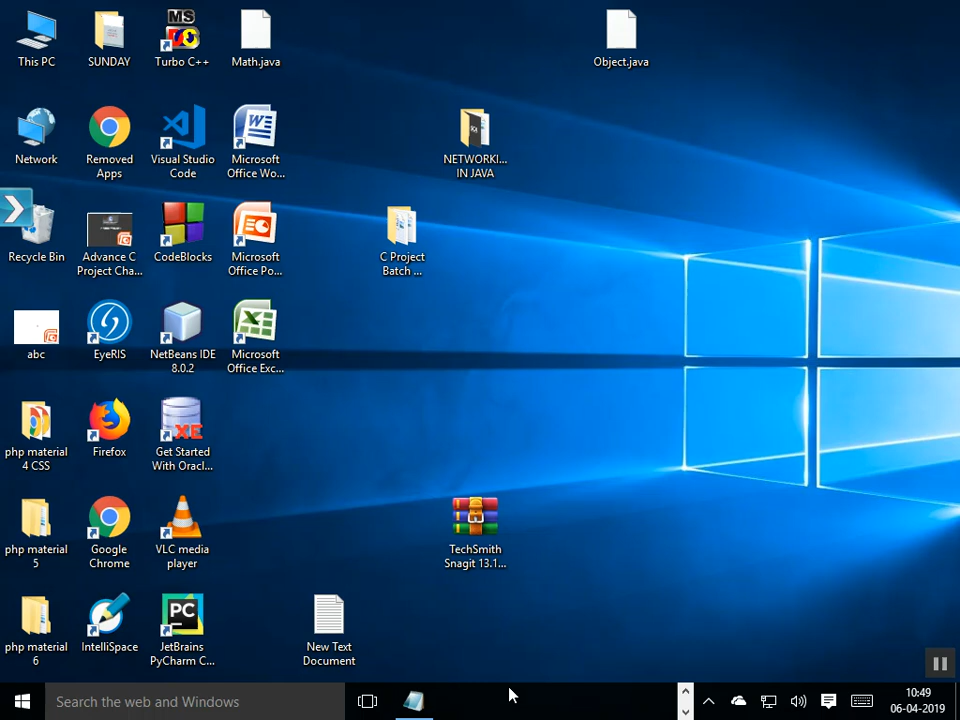 This PC
SUNDAY
MS
Turbo C++
Math.java
Object.java
Network
Removed
Apps
Visual Studio
Code
W
Microsoft
Office Wo...
NETWORKI...
IN JAVA
Recycle Bin
Advance C
Project Cha...
CodeBlocks
Microsoft
Office Po...
C Project
Batch ...
abc
EyeRIS
NetBeans IDE
8.0.2
X
Microsoft
Office Exc...
php material
4 CSS
Firefox
XE
Get Started
With Oracl...
php material
5
Google
Chrome
VLC media
player
TechSmith
Snagit 13.1...
php material
6
IntelliSpace
PC
JetBrains
PyCharm C...
New Text
Document
Search the web and Windows
10:49
06-04-2019